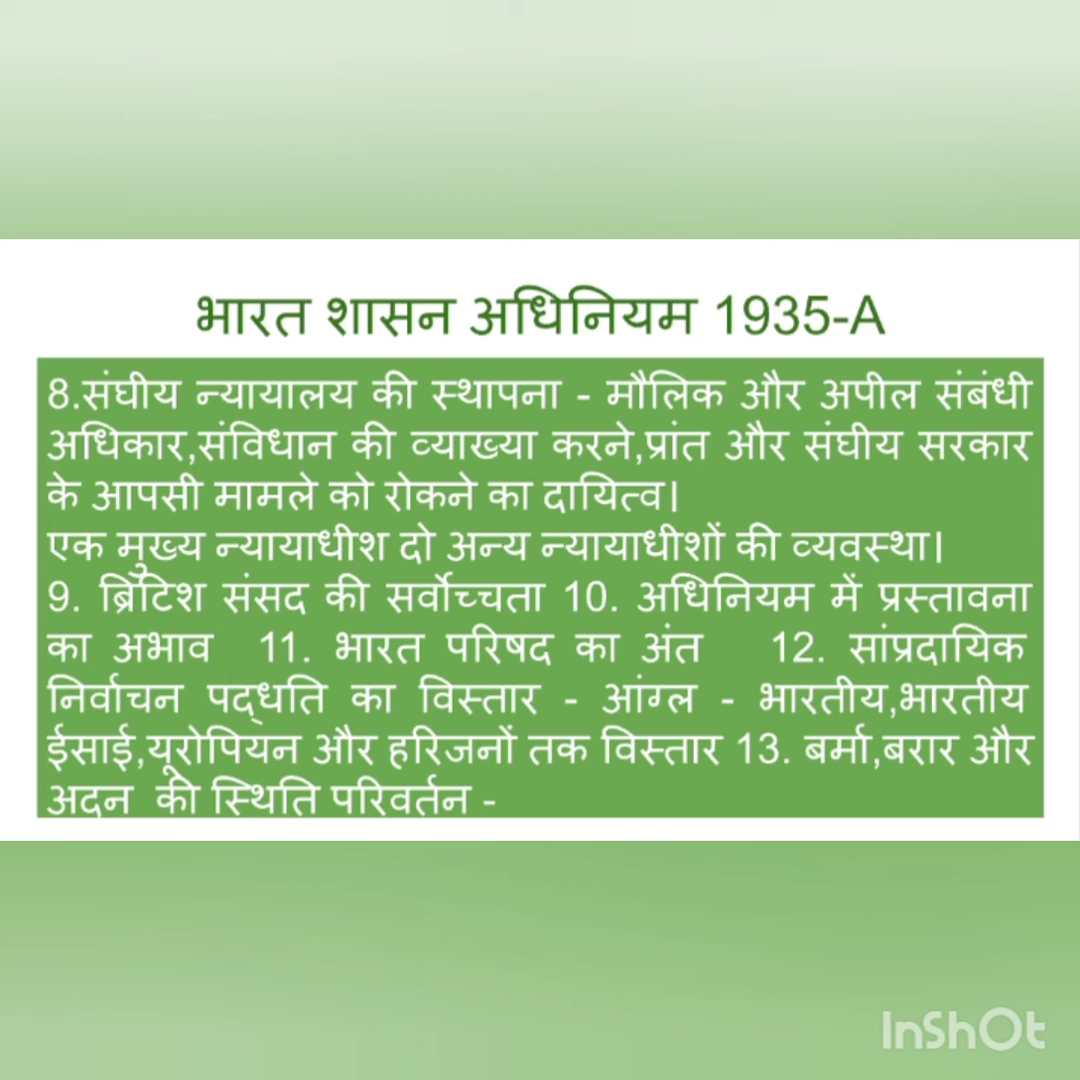 भारत शासन अधिनियम 1935-A
8.संघीय न्यायालय की स्थापना - मौलिक और अपील संबंधी
अधिकार,संविधान की व्याख्या करने,प्रांत और संघीय सरकार
के आपसी मामले को रोकने का दायित्व।
एक मुख्य न्यायाधीश दो अन्य न्यायाधीशों की व्यवस्था।
9. ब्रिटिश संसद की सर्वोच्चता 10. अधिनियम में प्रस्तावना
का अभाव 11. भारत परिषद का अंत 12. सांप्रदायिक
निर्वाचन पद्धति का विस्तार - आंग्ल - भारतीय,भारतीय
ईसाई,यूरोपियन और हरिजनों तक विस्तार 13. बर्मा,बरार और
अदन की स्थिति परिवर्तन -
InShOt